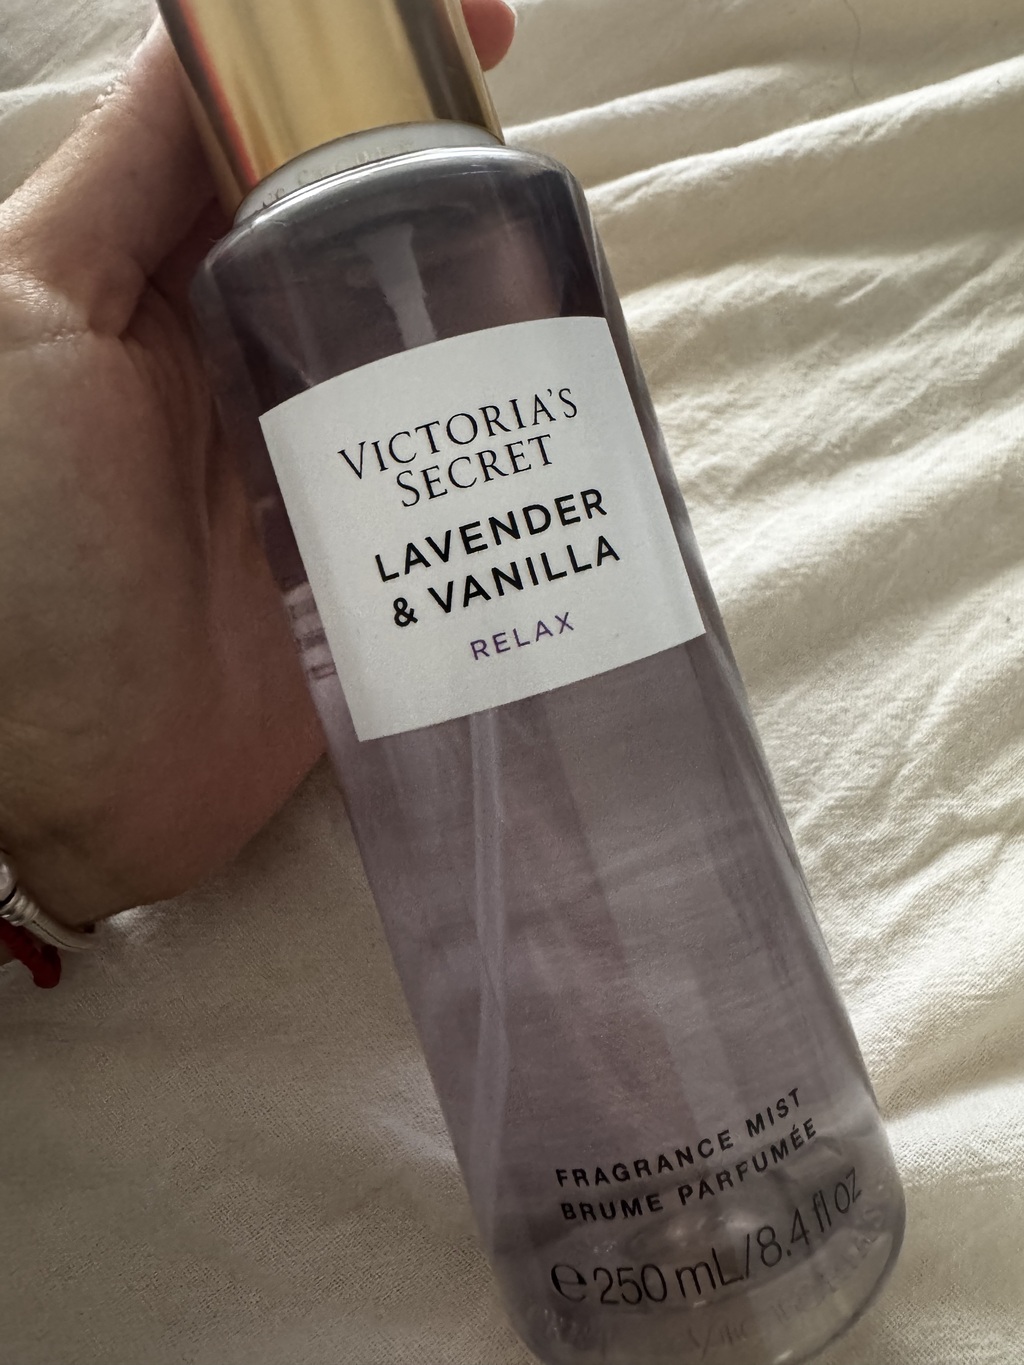 VICTORIA'S
SECRET
LAVENDER
& VANILLA
RELAX
FRAGRANCE MIST
BRUME PARFUMÉE
℮ 250 mL/8.4 fl oz